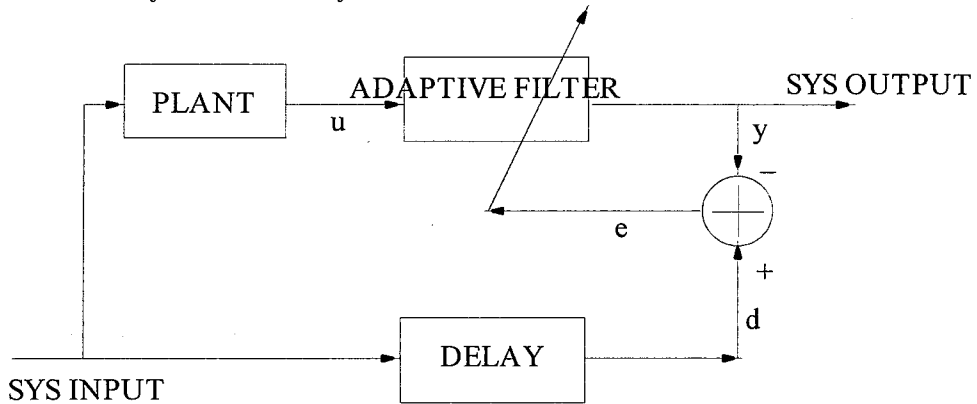 ADAPTIVE FILTER
SYS OUTPUT
PLANT
u
y
−
e
+
d
DELAY
SYS INPUT